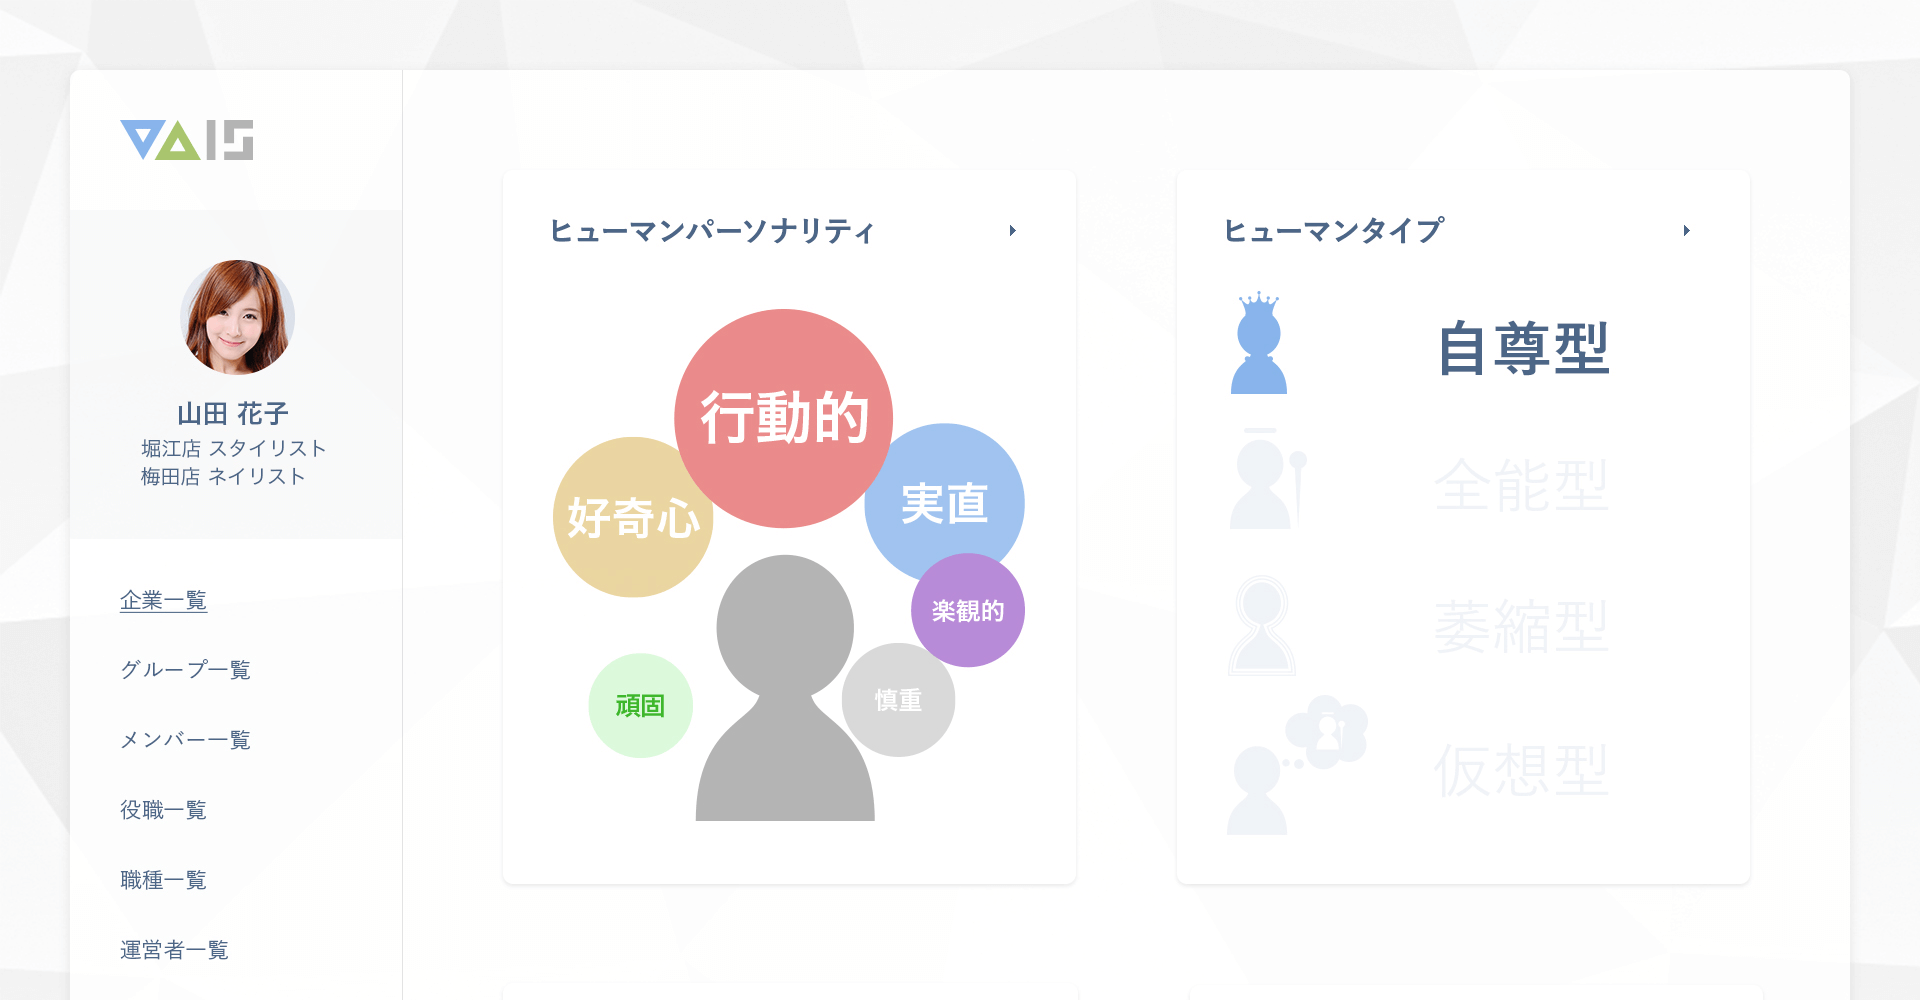 VAIS
山田 花子
堀江店 スタイリスト
梅田店 ネイリスト
企業一覧
グループ一覧
メンバー一覧
役職一覧
職種一覧
運営者一覧
ヒューマンパーソナリティ
行動的
好奇心
実直
楽観的
頑固
慎重
ヒューマンタイプ
自尊型
全能型
萎縮型
仮想型